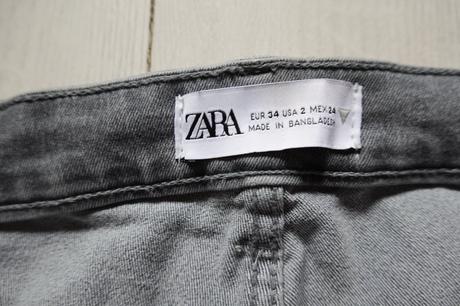 ZARA
EUR 34 USA 2 MEX 24
MADE IN BANGLADESH